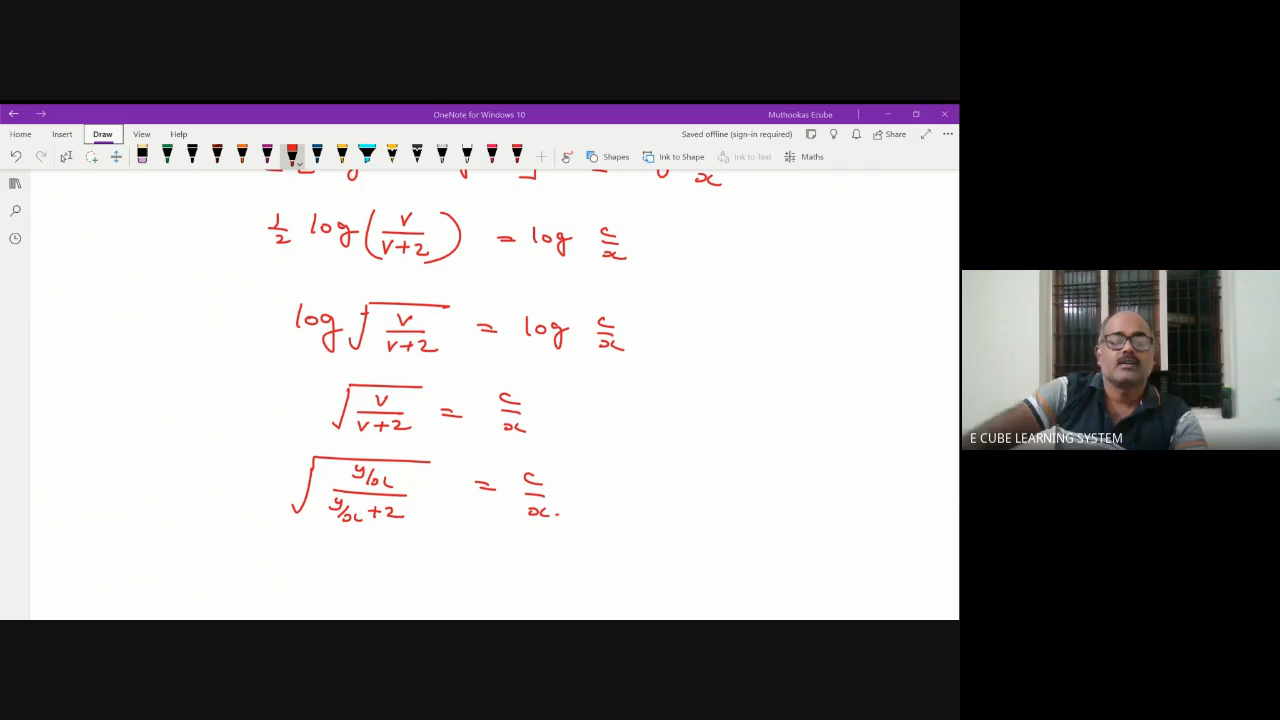 OneNote for Windows 10
Muthookas Ecube
Home Insert Draw View Help
Saved offline (sign-in required) Share
Shapes Ink to Shape Ink to Text Maths
x
1/2 log(v/(v+2)) = log c/x
log √(v/(v+2)) = log c/x
√(v/(v+2)) = c/x
√((y/x)/(y/x+2)) = c/x.
E CUBE LEARNING SYSTEM